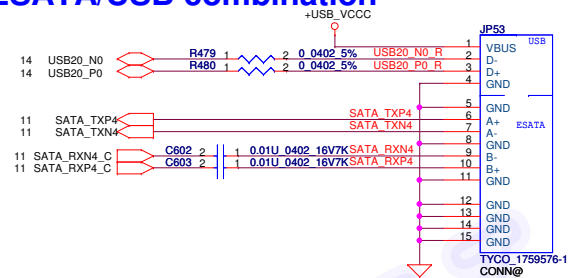 ESATA/USB combination
+USB_VCCC
JP53
14 USB20_N0 R479 1 2 0_0402_5% USB20_N0_R 1 VBUS USB
14 USB20_P0 R480 1 2 0_0402_5% USB20_P0_R 2 D-
3 D+
4 GND
5 GND
11 SATA_TXP4 SATA_TXP4 6 A+ ESATA
11 SATA_TXN4 SATA_TXN4 7 A-
8 GND
11 SATA_RXN4_C C602 2 1 0.01U_0402_16V7K SATA_RXN4 9 B-
11 SATA_RXP4_C C603 2 1 0.01U_0402_16V7K SATA_RXP4 10 B+
11 GND
12 GND
13 GND
14 GND
15 GND
TYCO_1759576-1
CONN@